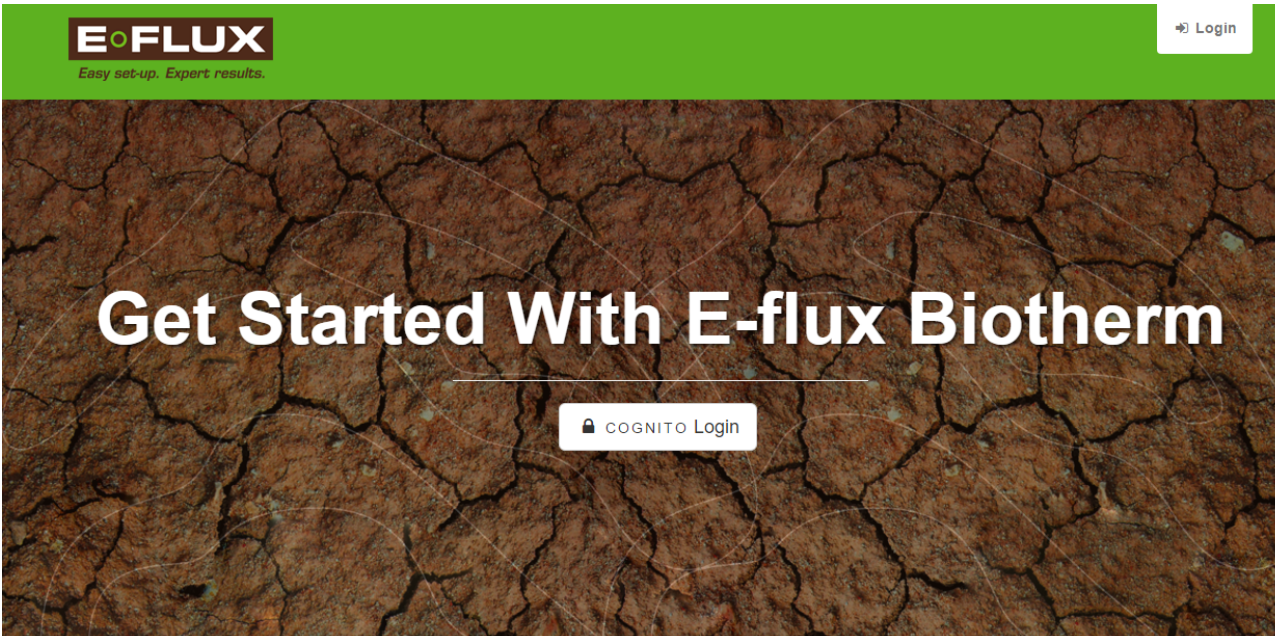 E-FLUX
Easy set-up. Expert results.
Login
Get Started With E-flux Biotherm
COGNITO Login